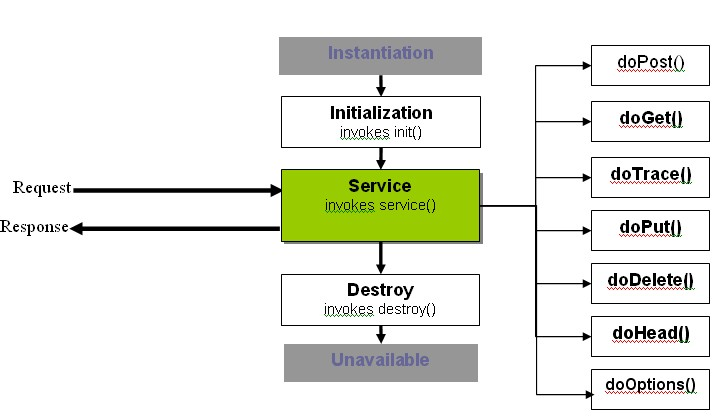 Instantiation
Initialization
invokes init()
Request
Service
invokes service()
Response
Destroy
invokes destroy()
Unavailable
doPost()
doGet()
doTrace()
doPut()
doDelete()
doHead()
doOptions()